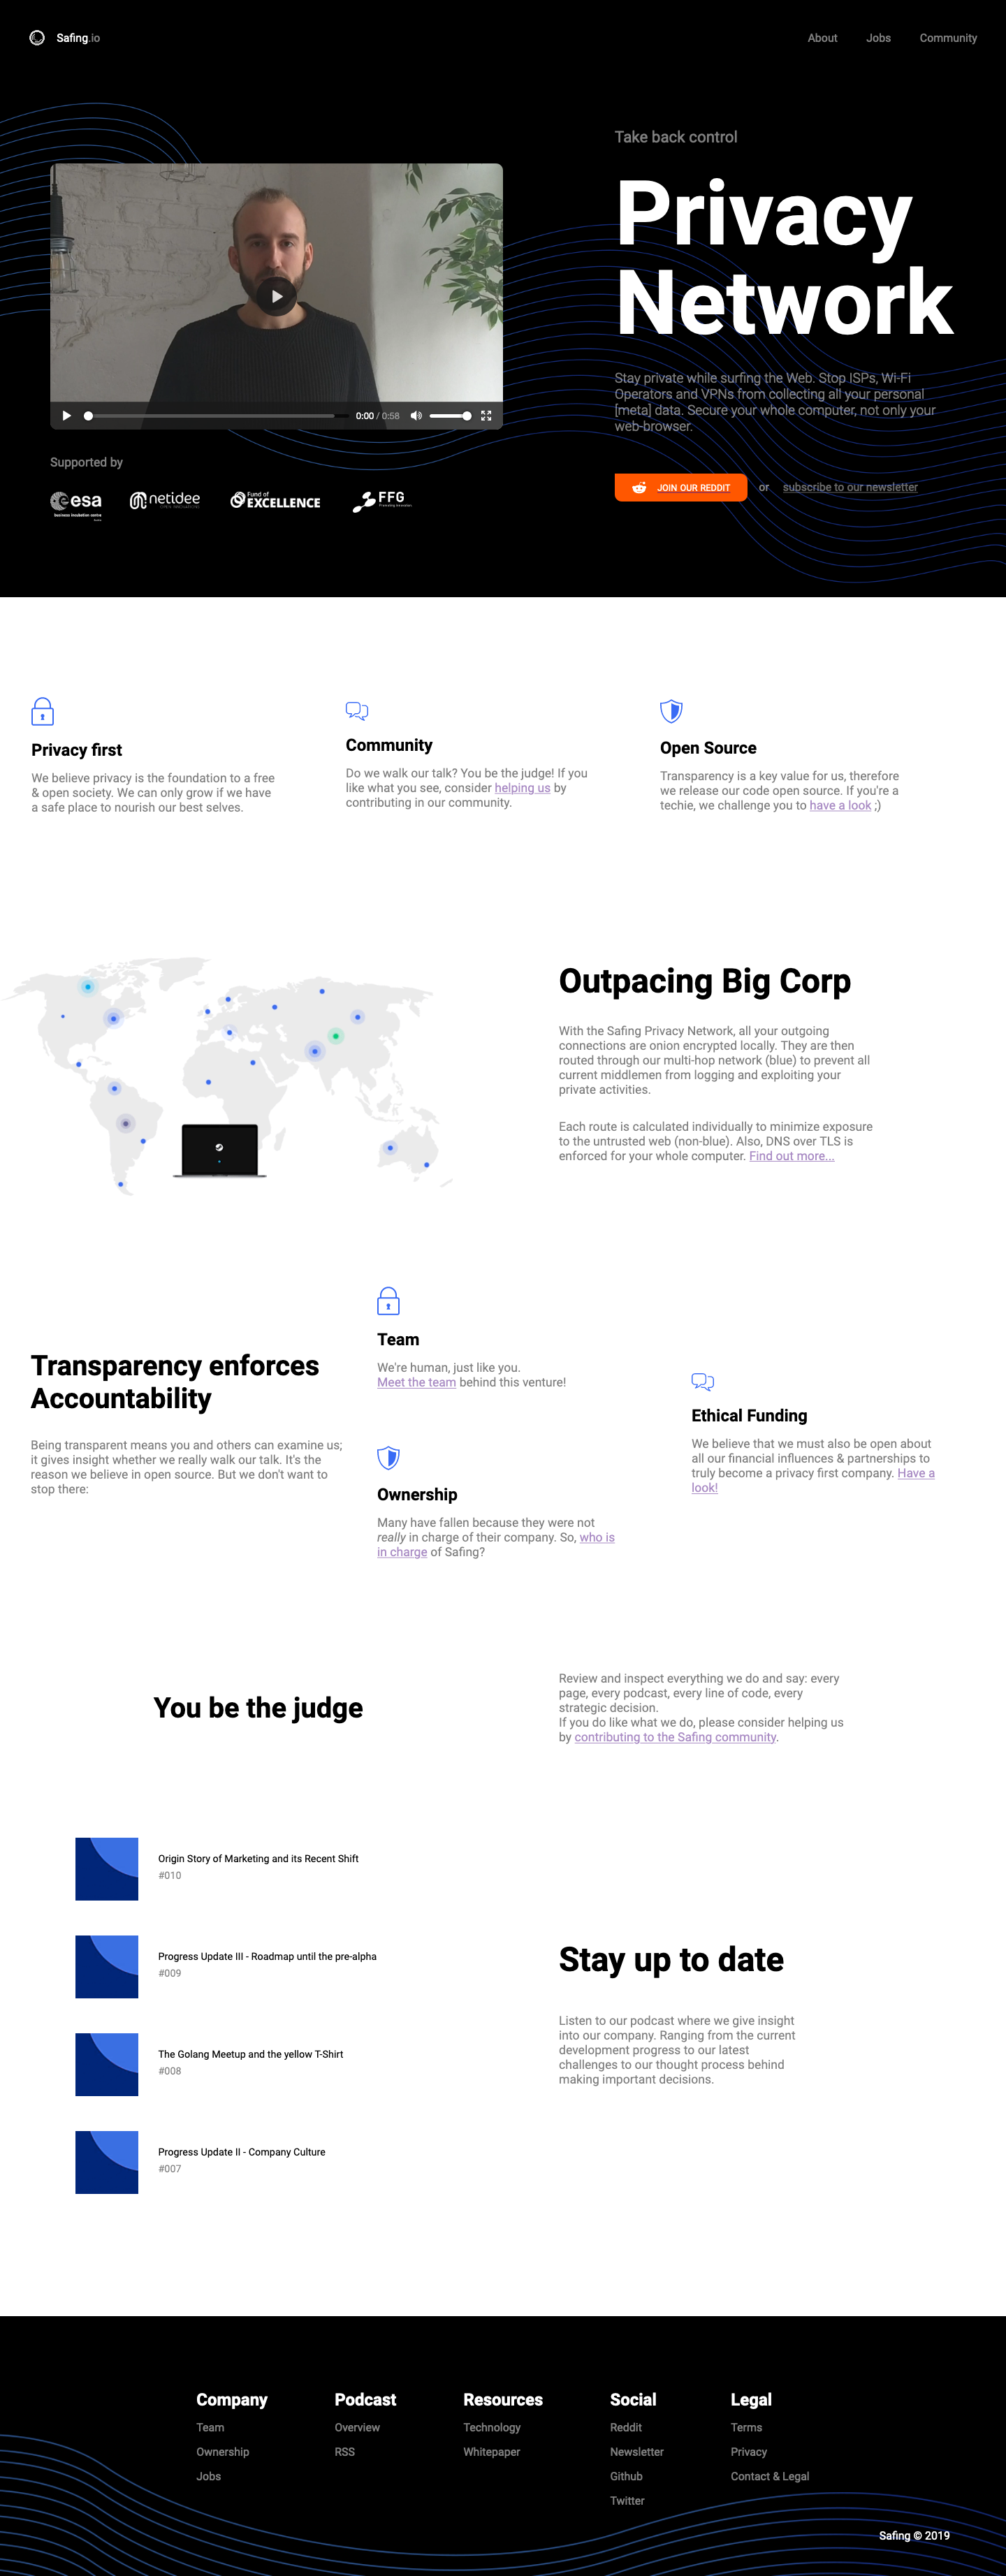 Safing.io
About
Jobs
Community
Take back control
Privacy
Network
Stay private while surfing the Web. Stop ISPs, Wi-Fi
Operators and VPNs from collecting all your personal
[meta] data. Secure your whole computer, not only your
web-browser.
0:00 / 0:58
Supported by
esa
business incubation centre
netidee
OPEN INNOVATIONS
Fund of
EXCELLENCE
FFG
Promoting Innovation.
JOIN OUR REDDIT
or
subscribe to our newsletter
Privacy first
We believe privacy is the foundation to a free
& open society. We can only grow if we have
a safe place to nourish our best selves.
Community
Do we walk our talk? You be the judge! If you
like what you see, consider helping us by
contributing in our community.
Open Source
Transparency is a key value for us, therefore
we release our code open source. If you're a
techie, we challenge you to have a look ;)
Outpacing Big Corp
With the Safing Privacy Network, all your outgoing
connections are onion encrypted locally. They are then
routed through our multi-hop network (blue) to prevent all
current middlemen from logging and exploiting your
private activities.
Each route is calculated individually to minimize exposure
to the untrusted web (non-blue). Also, DNS over TLS is
enforced for your whole computer. Find out more...
Transparency enforces
Accountability
Being transparent means you and others can examine us;
it gives insight whether we really walk our talk. It's the
reason we believe in open source. But we don't want to
stop there:
Team
We're human, just like you.
Meet the team behind this venture!
Ownership
Many have fallen because they were not
really in charge of their company. So, who is
in charge of Safing?
Ethical Funding
We believe that we must also be open about
all our financial influences & partnerships to
truly become a privacy first company. Have a
look!
You be the judge
Review and inspect everything we do and say: every
page, every podcast, every line of code, every
strategic decision.
If you do like what we do, please consider helping us
by contributing to the Safing community.
Origin Story of Marketing and its Recent Shift
#010
Progress Update III - Roadmap until the pre-alpha
#009
The Golang Meetup and the yellow T-Shirt
#008
Progress Update II - Company Culture
#007
Stay up to date
Listen to our podcast where we give insight
into our company. Ranging from the current
development progress to our latest
challenges to our thought process behind
making important decisions.
Company
Team
Ownership
Jobs
Podcast
Overview
RSS
Resources
Technology
Whitepaper
Social
Reddit
Newsletter
Github
Twitter
Legal
Terms
Privacy
Contact & Legal
Safing © 2019